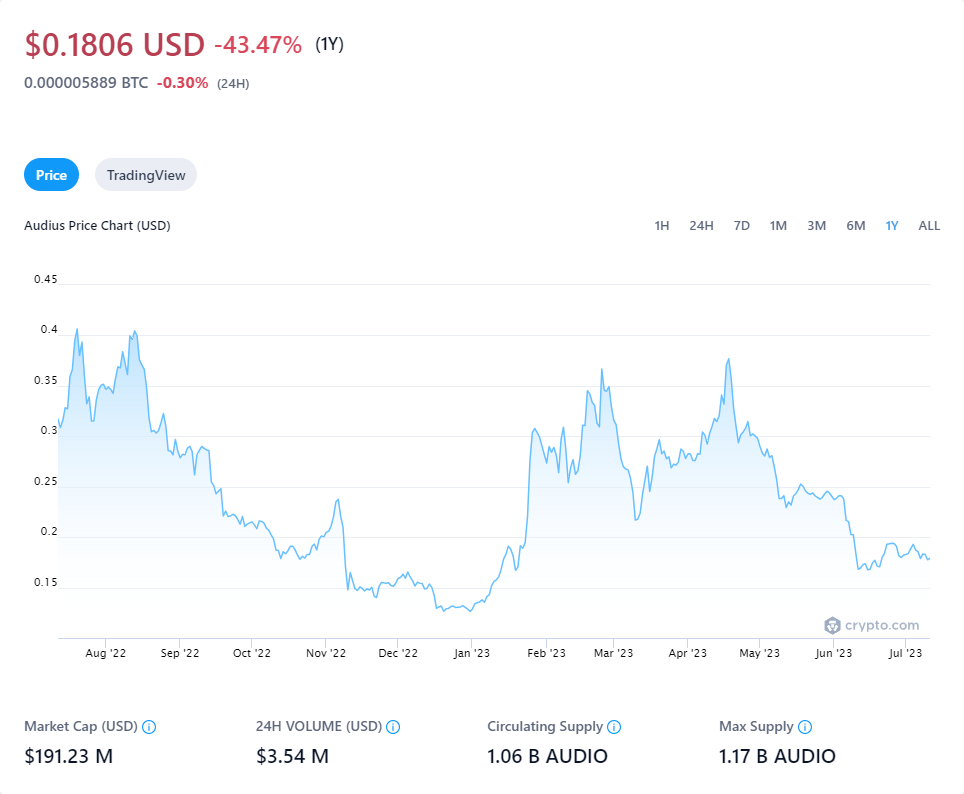 $0.1806 USD -43.47% (1Y)
0.000005889 BTC -0.30% (24H)
Price TradingView
Audius Price Chart (USD) 1H 24H 7D 1M 3M 6M 1Y ALL
0.45
0.4
0.35
0.3
0.25
0.2
0.15
crypto.com
Aug '22 Sep '22 Oct '22 Nov '22 Dec '22 Jan '23 Feb '23 Mar '23 Apr '23 May '23 Jun '23 Jul '23
Market Cap (USD) 24H VOLUME (USD) Circulating Supply Max Supply
$191.23 M $3.54 M 1.06 B AUDIO 1.17 B AUDIO